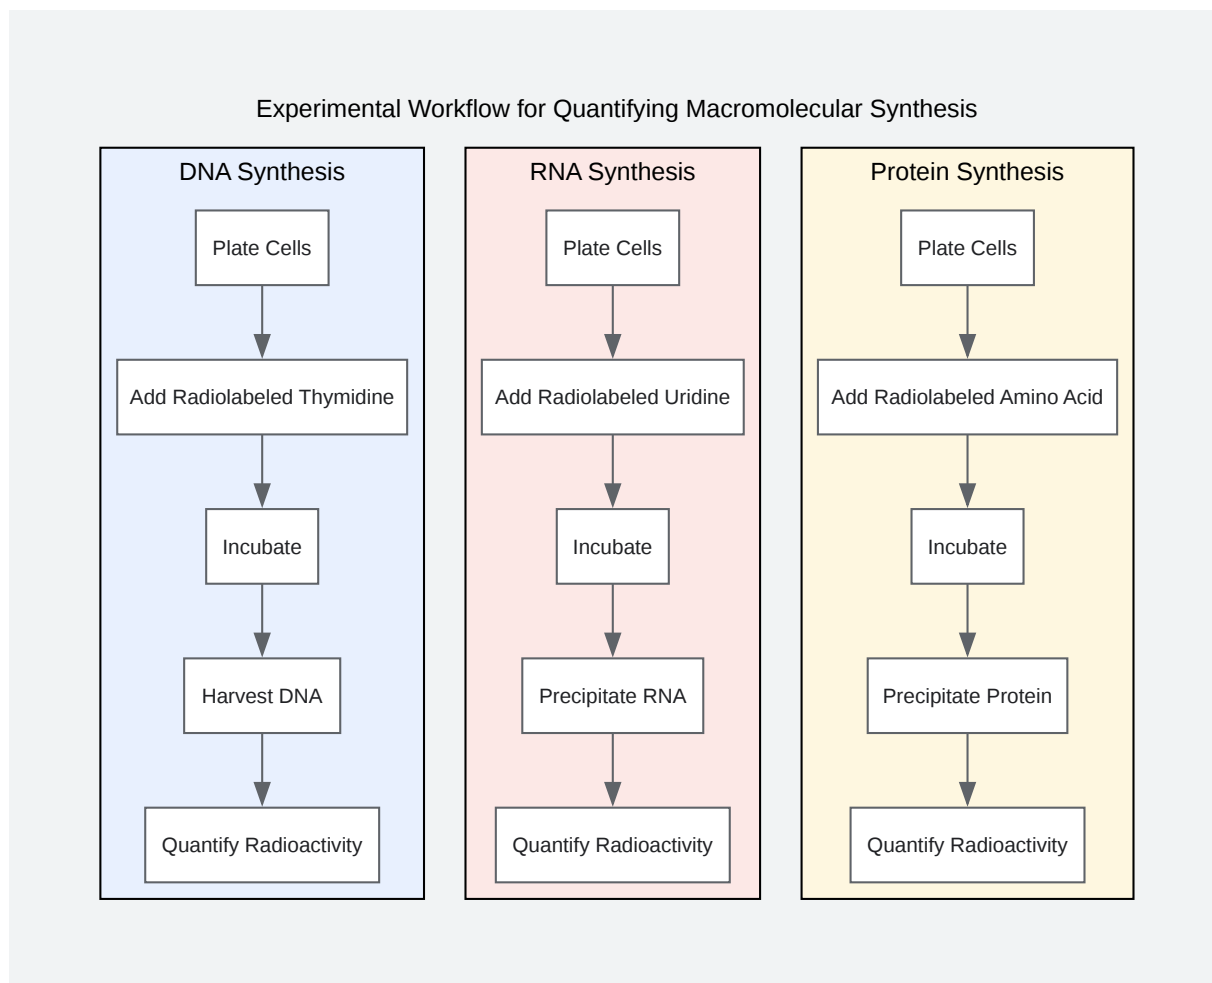 Experimental Workflow for Quantifying Macromolecular Synthesis
DNA Synthesis
Plate Cells
Add Radiolabeled Thymidine
Incubate
Harvest DNA
Quantify Radioactivity
RNA Synthesis
Plate Cells
Add Radiolabeled Uridine
Incubate
Precipitate RNA
Quantify Radioactivity
Protein Synthesis
Plate Cells
Add Radiolabeled Amino Acid
Incubate
Precipitate Protein
Quantify Radioactivity